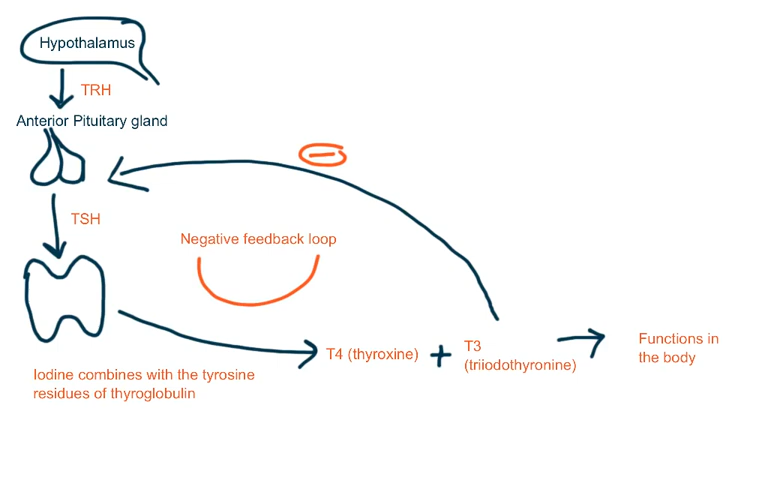 Hypothalamus
TRH
Anterior Pituitary gland
TSH
Negative feedback loop
T4 (thyroxine)
T3
(triiodothyronine)
Functions in
the body
Iodine combines with the tyrosine
residues of thyroglobulin